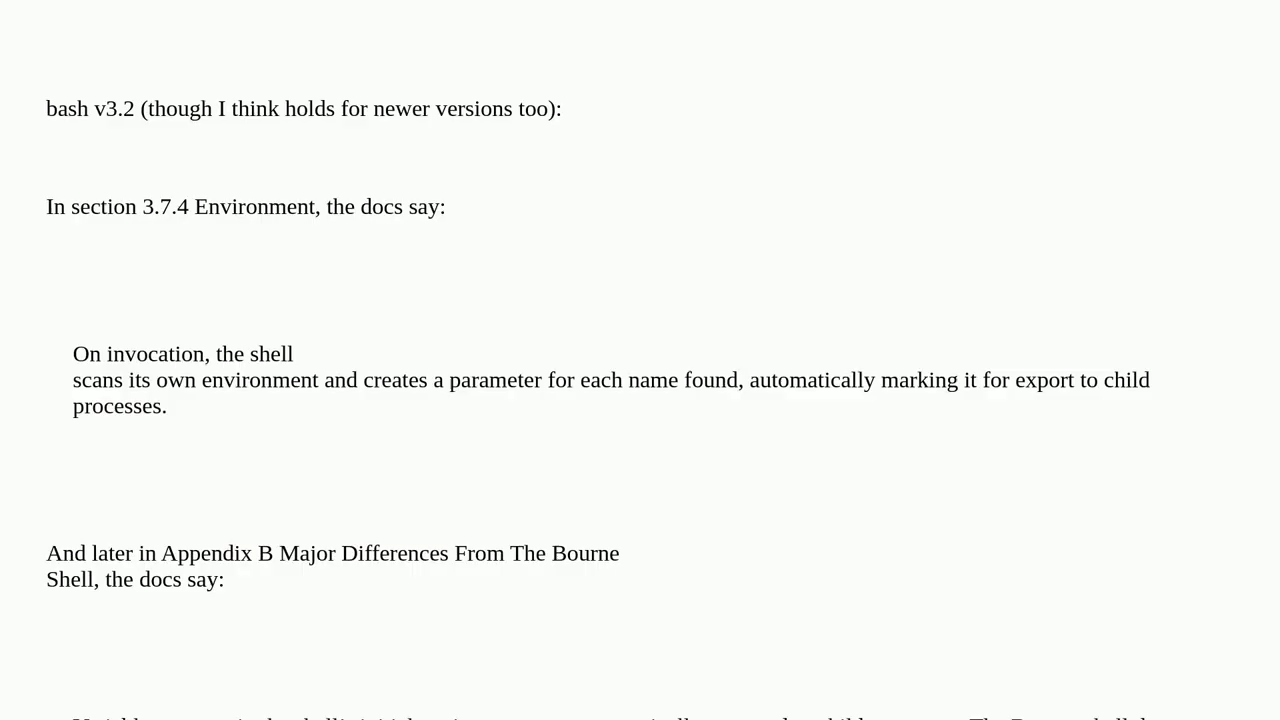 bash v3.2 (though I think holds for newer versions too):
In section 3.7.4 Environment, the docs say:
On invocation, the shell
scans its own environment and creates a parameter for each name found, automatically marking it for export to child
processes.
And later in Appendix B Major Differences From The Bourne
Shell, the docs say: